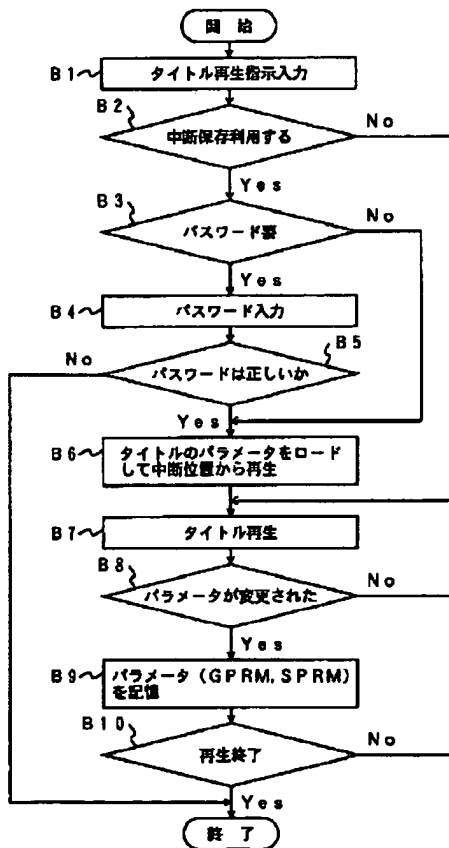 開 始
B1 タイトル再生指示入力
B2
中断保存利用する No
Yes
B3
パスワード要 No
Yes
B4 パスワード入力
B5
No パスワードは正しいか
Yes
B6 タイトルのパラメータをロード
して中断位置から再生
B7 タイトル再生
B8
パラメータが変更された No
Yes
B9 パラメータ(GPRM,SPRM)
を記憶
B10
再生終了 No
Yes
終 了